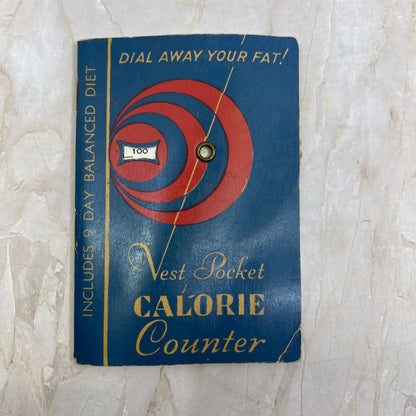 DIAL AWAY YOUR FAT!
INCLUDES 9 DAY BALANCED DIET
100
Vest Pocket
CALORIE
Counter